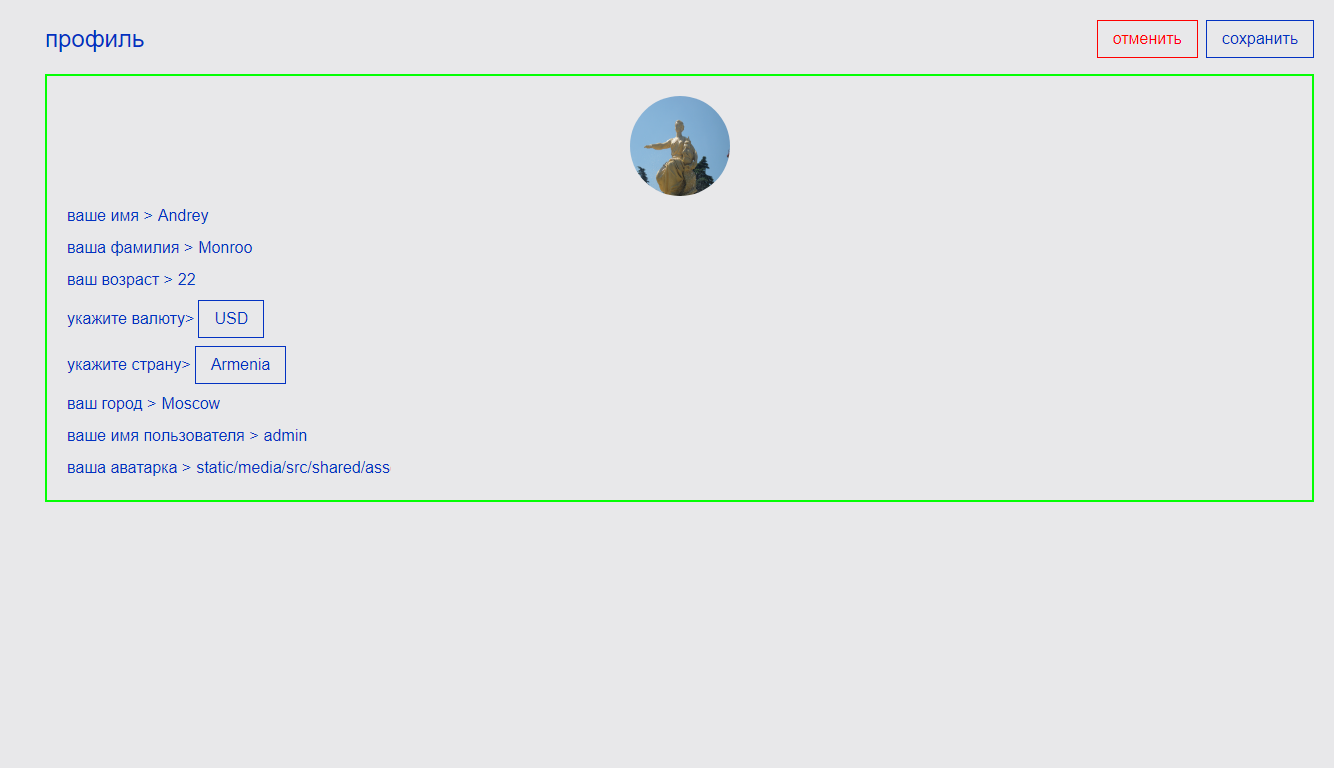 профиль отменить сохранить
ваше имя > Andrey
ваша фамилия > Monroo
ваш возраст > 22
укажите валюту> USD
укажите страну> Armenia
ваш город > Moscow
ваше имя пользователя > admin
ваша аватарка > static/media/src/shared/ass